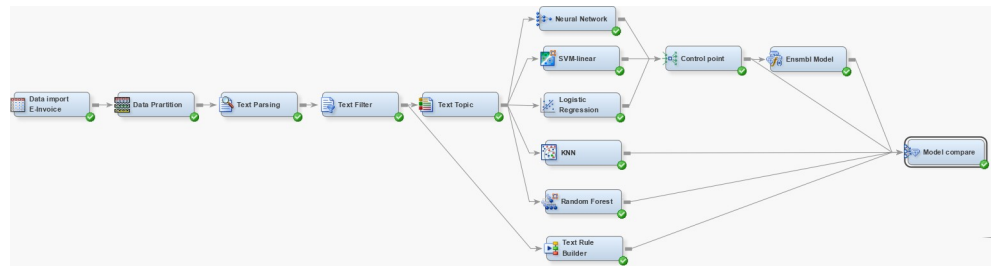 Data import
E-Invoice
Data Prartition
Text Parsing
Text Filter
Text Topic
Neural Network
SVM-linear
Logistic
Regression
KNN
Random Forest
Text Rule
Builder
Control point
Ensmbl Model
Model compare